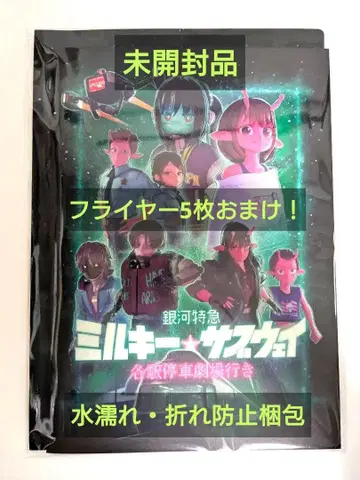 未開封品
フライヤー5枚おまけ！
銀河特急
ミルキー★サブウェイ
各駅停車劇場行き
水濡れ・折れ防止梱包